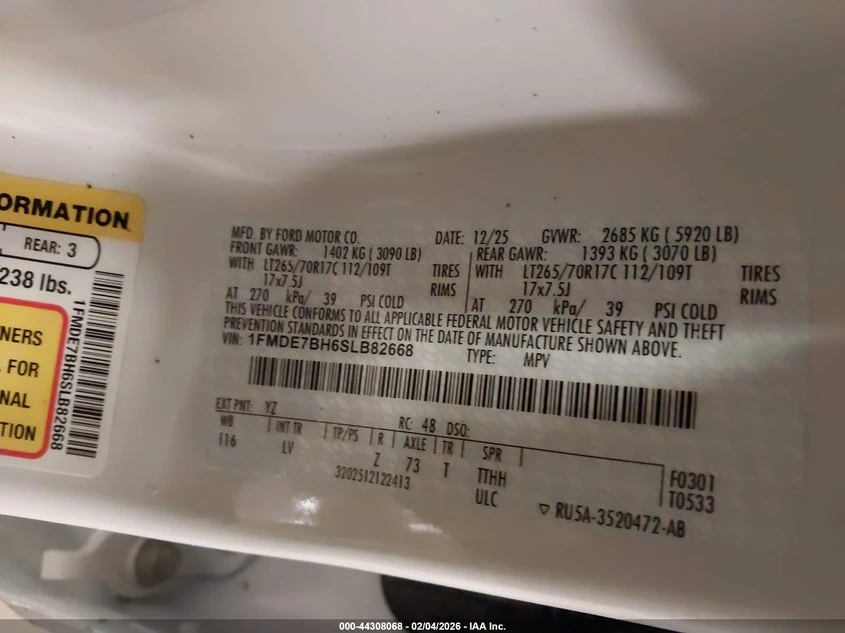 ORMATION
REAR: 3
238 lbs.
NERS
FOR
NAL
TION
1FMDE7BH6SLB82668
MFD. BY FORD MOTOR CO. DATE: 12/25 GVWR: 2685 KG ( 5920 LB)
FRONT GAWR: 1402 KG ( 3090 LB) REAR GAWR: 1393 KG ( 3070 LB)
WITH LT265/70R17C 112/109T TIRES WITH LT265/70R17C 112/109T TIRES
17x7.5J RIMS 17x7.5J RIMS
AT 270 kPa/ 39 PSI COLD AT 270 kPa/ 39 PSI COLD
THIS VEHICLE CONFORMS TO ALL APPLICABLE FEDERAL MOTOR VEHICLE SAFETY AND THEFT
PREVENTION STANDARDS IN EFFECT ON THE DATE OF MANUFACTURE SHOWN ABOVE.
VIN: 1FMDE7BH6SLB82668 TYPE: MPV
EXT PNT: YZ RC: 48 DSO:
WB INT TR TP/PS R AXLE TR SPR
116 LV Z 73 T TTHH F0301
3202512122413 ULC T0533
▽ RU5A-3520472-AB
000-44308068 - 02/04/2026 - IAA Inc.